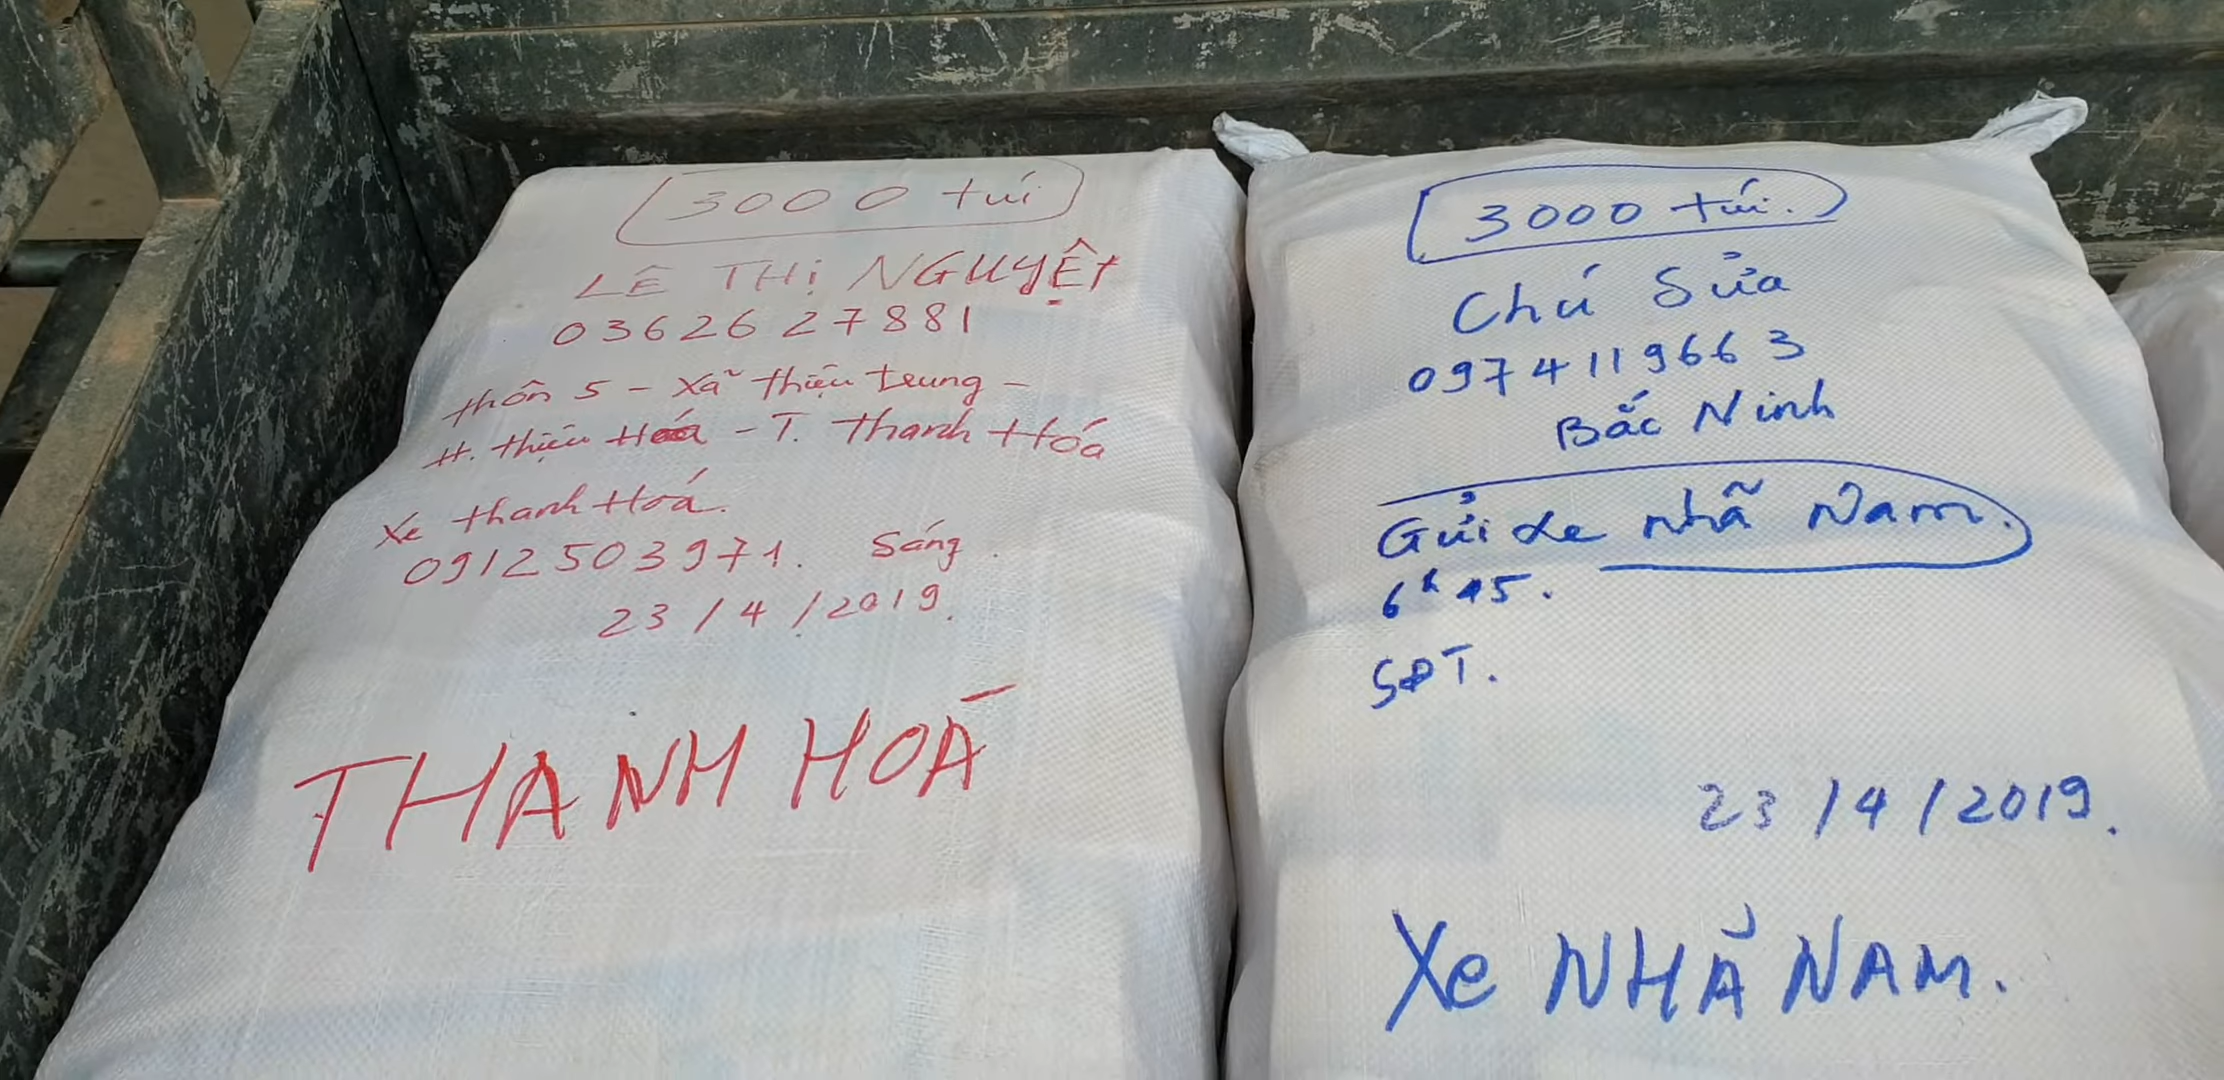 3000 túi
LÊ THỊ NGUYỆT
0362627881
thôn 5 - Xã thiệu trung -
H. thiệu Hoá - T. Thanh Hóa
Xe thanh Hoá.
0912503971. Sáng
23/4/2019.
THANH HOÁ
3000 túi.
Chú Sửa
0974119663
Bắc Ninh
Gửi xe nhã Nam.
6h45.
SĐT.
23/4/2019.
Xe NHÃ NAM.